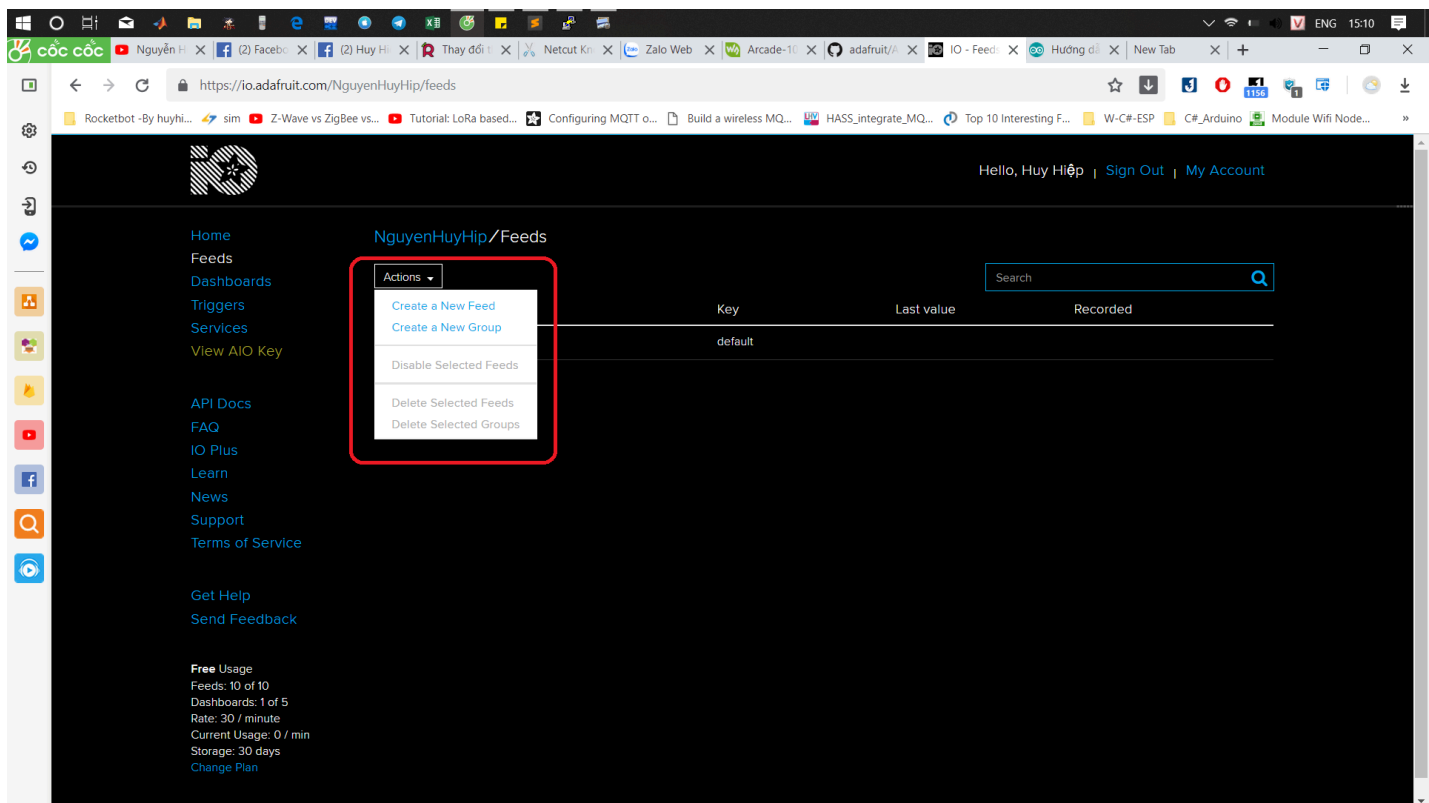 ENG 15:10
cốc cốc Nguyễn H (2) Facebo (2) Huy Hi Thay đổi t Netcut Kn Zalo Web Arcade-10 adafruit/A IO - Feeds Hướng dẫ New Tab
https://io.adafruit.com/NguyenHuyHip/feeds
1156 1
Rocketbot -By huyhi... sim Z-Wave vs ZigBee vs... Tutorial: LoRa based... Configuring MQTT o... Build a wireless MQ... HASS_integrate_MQ... Top 10 Interesting F... W-C#-ESP C#_Arduino Module Wifi Node... »
Hello, Huy Hiệp | Sign Out | My Account
Home
Feeds
Dashboards
Triggers
Services
View AIO Key
API Docs
FAQ
IO Plus
Learn
News
Support
Terms of Service
Get Help
Send Feedback
Free Usage
Feeds: 10 of 10
Dashboards: 1 of 5
Rate: 30 / minute
Current Usage: 0 / min
Storage: 30 days
Change Plan
NguyenHuyHip/Feeds
Actions
Search
Create a New Feed
Create a New Group
Disable Selected Feeds
Delete Selected Feeds
Delete Selected Groups
Key Last value Recorded
default